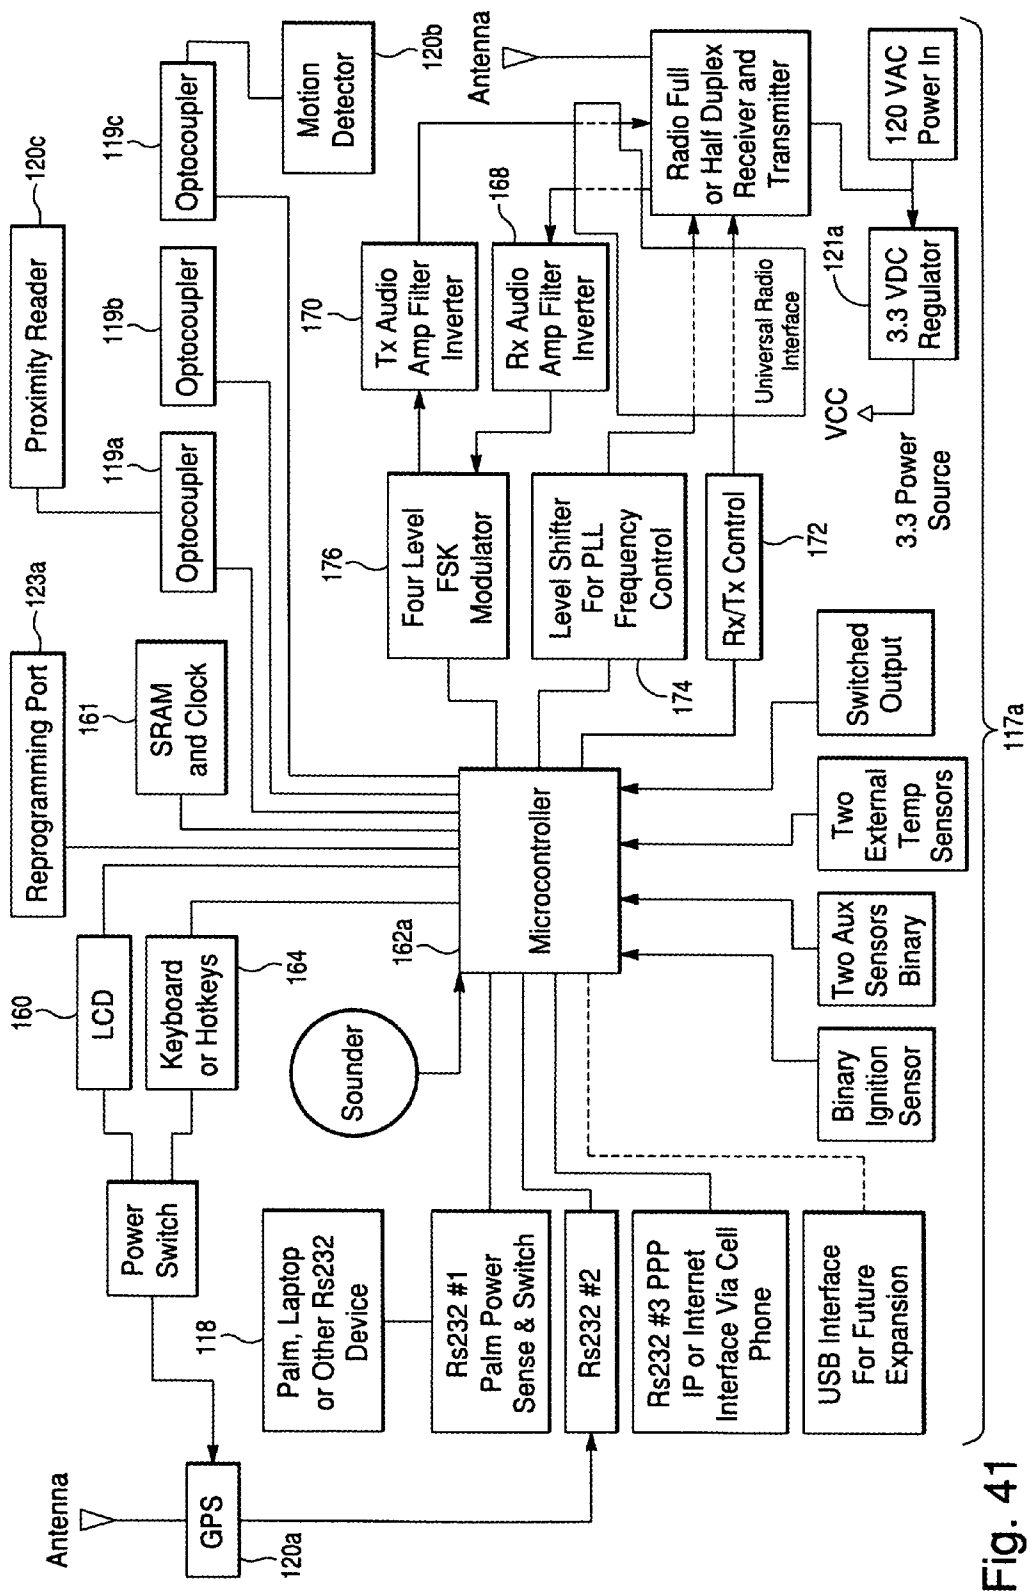 Antenna
GPS
120a
Power
Switch
160
LCD
Keyboard
or Hotkeys
164
Reprogramming Port
123a
161
SRAM
and Clock
Proximity Reader
120c
119a
Optocoupler
119b
Optocoupler
119c
Optocoupler
Motion
Detector
120b
118
Palm, Laptop
or Other Rs232
Device
Rs232 #1
Palm Power
Sense & Switch
Rs232 #2
Rs232 #3 PPP
IP or Internet
Interface Via Cell
Phone
USB Interface
For Future
Expansion
Sounder
162a
Microcontroller
176
Four Level
FSK
Modulator
170
Tx Audio
Amp Filter
Inverter
168
Rx Audio
Amp Filter
Inverter
Level Shifter
For PLL
Frequency
Control
174
Rx/Tx Control
172
Universal Radio
Interface
Antenna
Radio Full
or Half Duplex
Receiver and
Transmitter
120 VAC
Power In
121a
3.3 VDC
Regulator
VCC
3.3 Power
Source
Binary
Ignition
Sensor
Two Aux
Sensors
Binary
Two
External
Temp
Sensors
Switched
Output
117a
Fig. 41